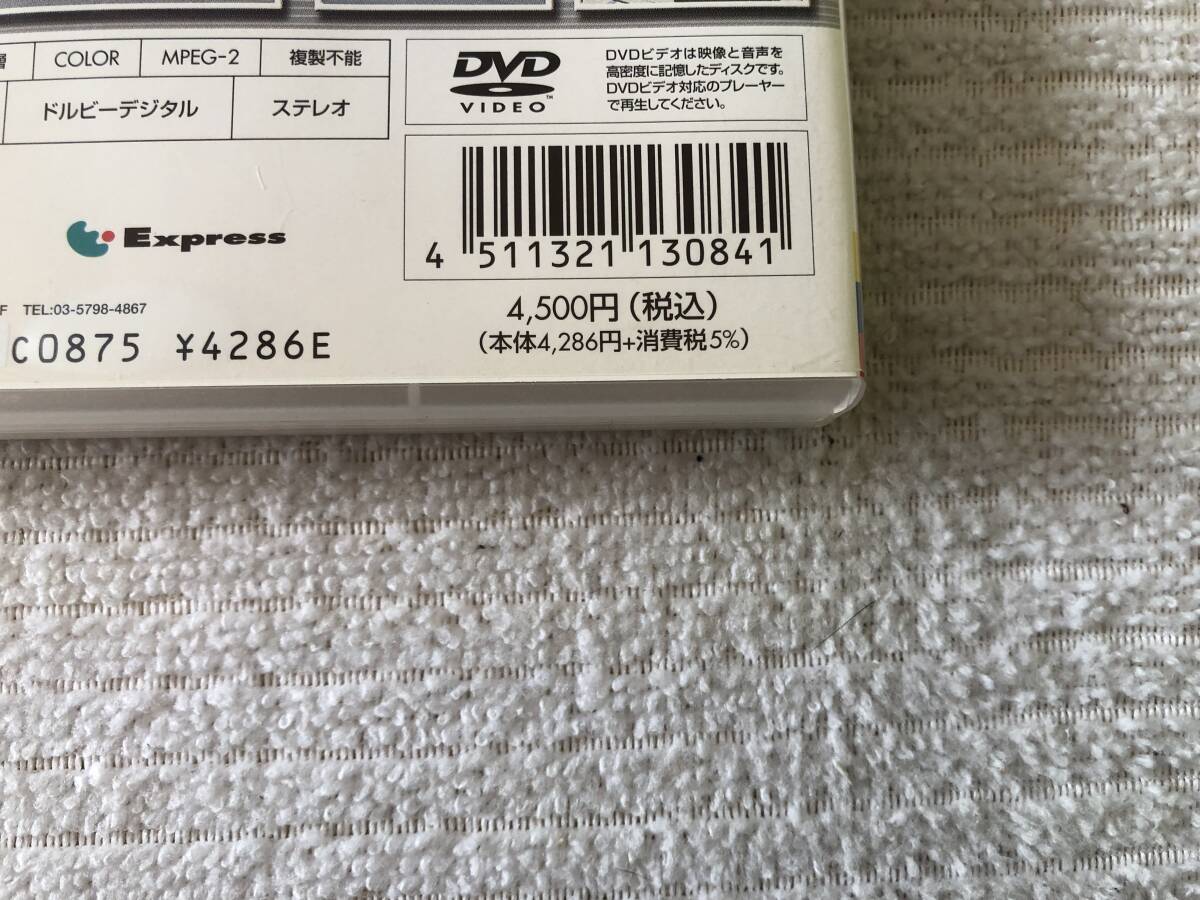 層 COLOR MPEG-2 複製不能
ドルビーデジタル ステレオ
DVD
VIDEO™
DVDビデオは映像と音声を
高密度に記憶したディスクです。
DVDビデオ対応のプレーヤー
で再生してください。
4 511321 130841
Express
F TEL:03-5798-4867
C0875 ¥4286E
4,500円(税込)
(本体4,286円+消費税5%)